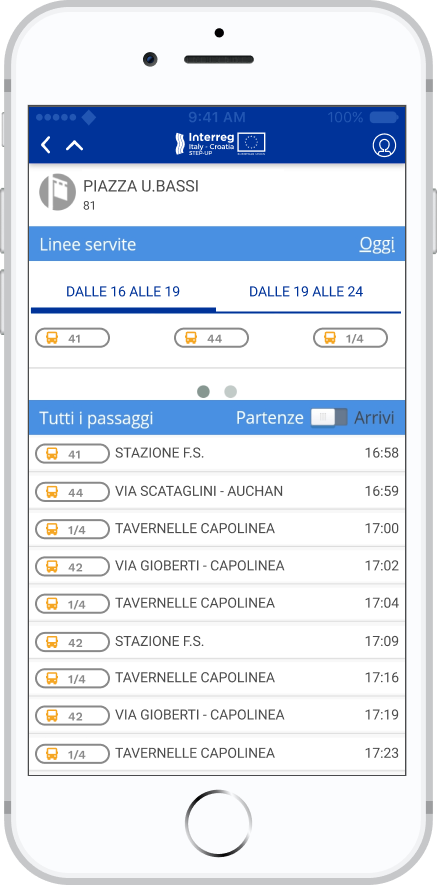 9:41 AM 100%
Interreg
Italy - Croatia
STEP-UP
PIAZZA U.BASSI
81
Linee servite Oggi
DALLE 16 ALLE 19 DALLE 19 ALLE 24
41 44 1/4
Tutti i passaggi Partenze Arrivi
41 STAZIONE F.S. 16:58
44 VIA SCATAGLINI - AUCHAN 16:59
1/4 TAVERNELLE CAPOLINEA 17:00
42 VIA GIOBERTI - CAPOLINEA 17:02
1/4 TAVERNELLE CAPOLINEA 17:04
42 STAZIONE F.S. 17:09
1/4 TAVERNELLE CAPOLINEA 17:16
42 VIA GIOBERTI - CAPOLINEA 17:19
1/4 TAVERNELLE CAPOLINEA 17:23